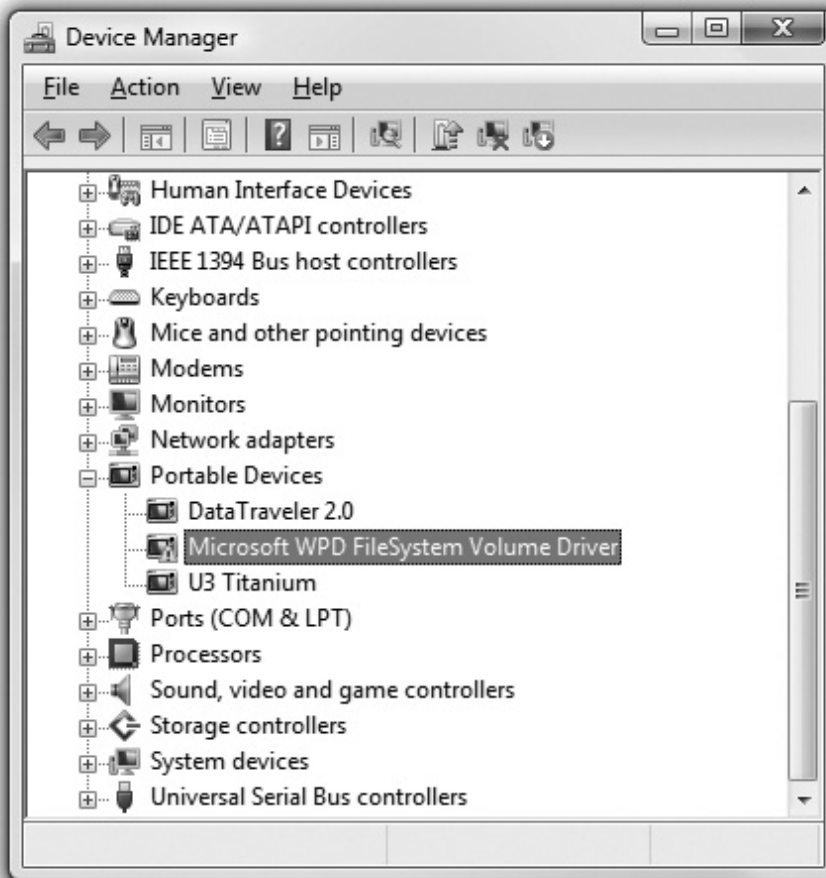 Device Manager
File Action View Help
Human Interface Devices
IDE ATA/ATAPI controllers
IEEE 1394 Bus host controllers
Keyboards
Mice and other pointing devices
Modems
Monitors
Network adapters
Portable Devices
DataTraveler 2.0
Microsoft WPD FileSystem Volume Driver
U3 Titanium
Ports (COM & LPT)
Processors
Sound, video and game controllers
Storage controllers
System devices
Universal Serial Bus controllers